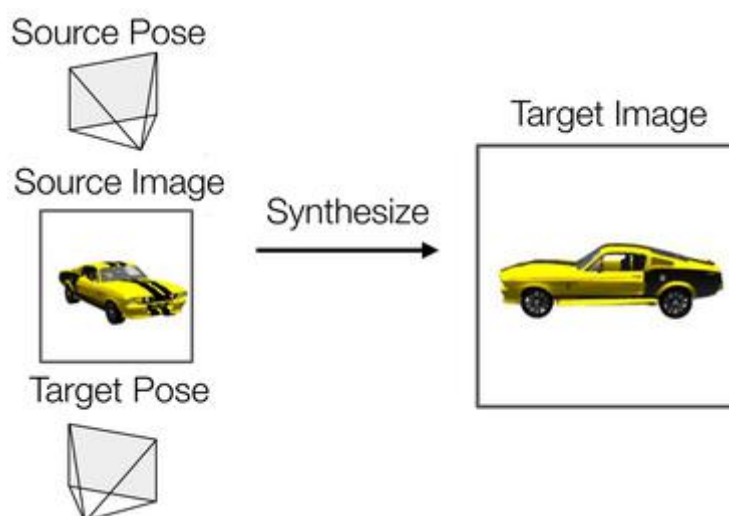 Source Pose
Source Image
Target Pose
Synthesize
Target Image